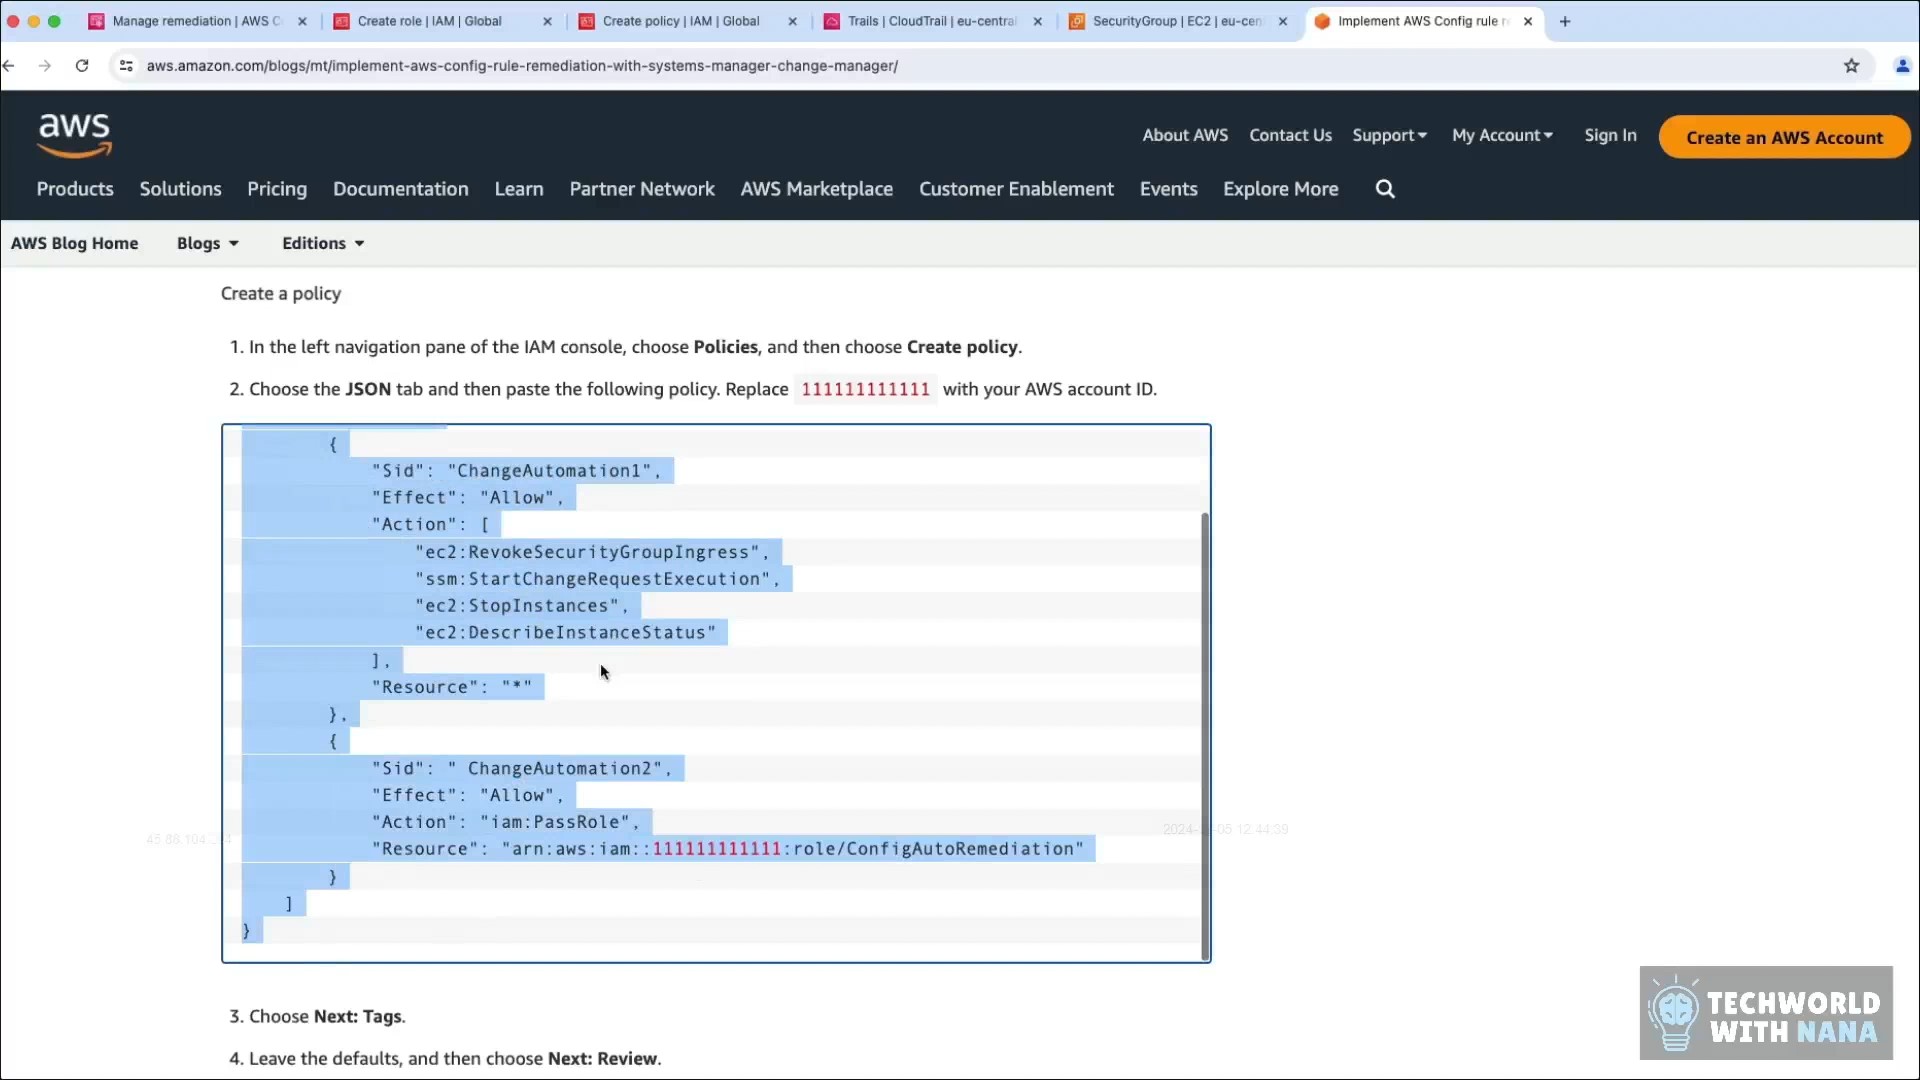 Manage remediation | AWS C
Create role | IAM | Global
Create policy | IAM | Global
Trails | CloudTrail | eu-central
SecurityGroup | EC2 | eu-cen
Implement AWS Config rule r
aws.amazon.com/blogs/mt/implement-aws-config-rule-remediation-with-systems-manager-change-manager/
aws
About AWS Contact Us Support My Account Sign In Create an AWS Account
Products Solutions Pricing Documentation Learn Partner Network AWS Marketplace Customer Enablement Events Explore More
AWS Blog Home Blogs Editions
Create a policy
1. In the left navigation pane of the IAM console, choose Policies, and then choose Create policy.
2. Choose the JSON tab and then paste the following policy. Replace 111111111111 with your AWS account ID.
{
"Sid": "ChangeAutomation1",
"Effect": "Allow",
"Action": [
"ec2:RevokeSecurityGroupIngress",
"ssm:StartChangeRequestExecution",
"ec2:StopInstances",
"ec2:DescribeInstanceStatus"
],
"Resource": "*"
},
{
"Sid": " ChangeAutomation2",
"Effect": "Allow",
"Action": "iam:PassRole",
"Resource": "arn:aws:iam::111111111111:role/ConfigAutoRemediation"
}
]
}
3. Choose Next: Tags.
4. Leave the defaults, and then choose Next: Review.
TECHWORLD
WITH NANA